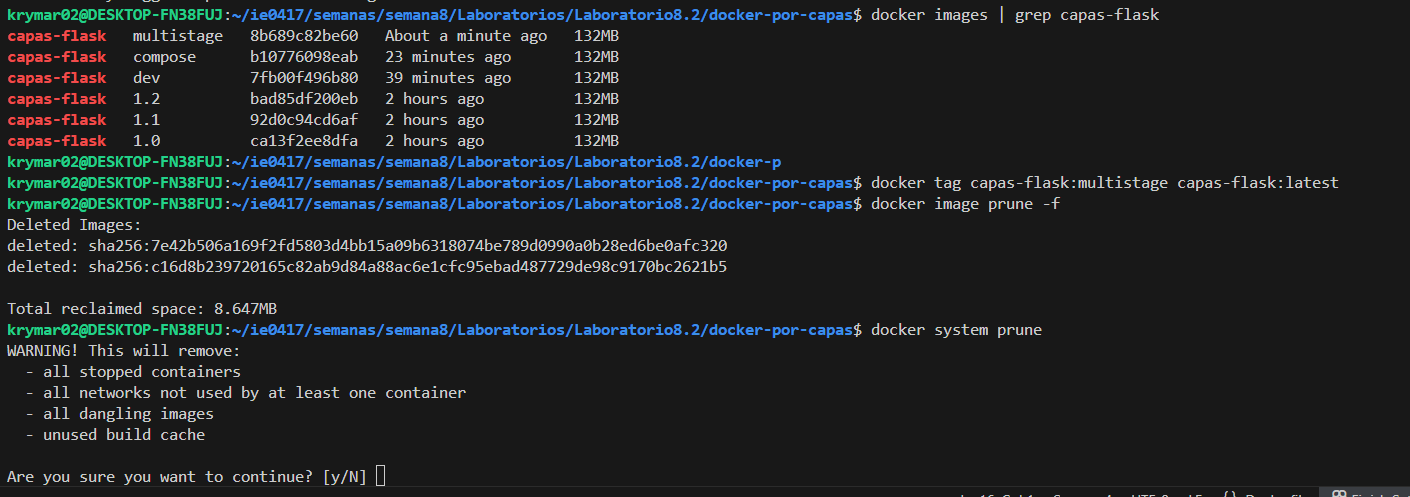 krymar02@DESKTOP-FN38FUJ:~/ie0417/semanas/semana8/Laboratorios/Laboratorio8.2/docker-por-capas$ docker images | grep capas-flask
capas-flask   multistage   8b689c82be60   About a minute ago   132MB
capas-flask   compose      b10776098eab   23 minutes ago       132MB
capas-flask   dev          7fb00f496b80   39 minutes ago       132MB
capas-flask   1.2          bad85df200eb   2 hours ago          132MB
capas-flask   1.1          92d0c94cd6af   2 hours ago          132MB
capas-flask   1.0          ca13f2ee8dfa   2 hours ago          132MB
krymar02@DESKTOP-FN38FUJ:~/ie0417/semanas/semana8/Laboratorios/Laboratorio8.2/docker-p
krymar02@DESKTOP-FN38FUJ:~/ie0417/semanas/semana8/Laboratorios/Laboratorio8.2/docker-por-capas$ docker tag capas-flask:multistage capas-flask:latest
krymar02@DESKTOP-FN38FUJ:~/ie0417/semanas/semana8/Laboratorios/Laboratorio8.2/docker-por-capas$ docker image prune -f
Deleted Images:
deleted: sha256:7e42b506a169f2fd5803d4bb15a09b6318074be789d0990a0b28ed6be0afc320
deleted: sha256:c16d8b239720165c82ab9d84a88ac6e1cfc95ebad487729de98c9170bc2621b5

Total reclaimed space: 8.647MB
krymar02@DESKTOP-FN38FUJ:~/ie0417/semanas/semana8/Laboratorios/Laboratorio8.2/docker-por-capas$ docker system prune
WARNING! This will remove:
  - all stopped containers
  - all networks not used by at least one container
  - all dangling images
  - unused build cache

Are you sure you want to continue? [y/N]